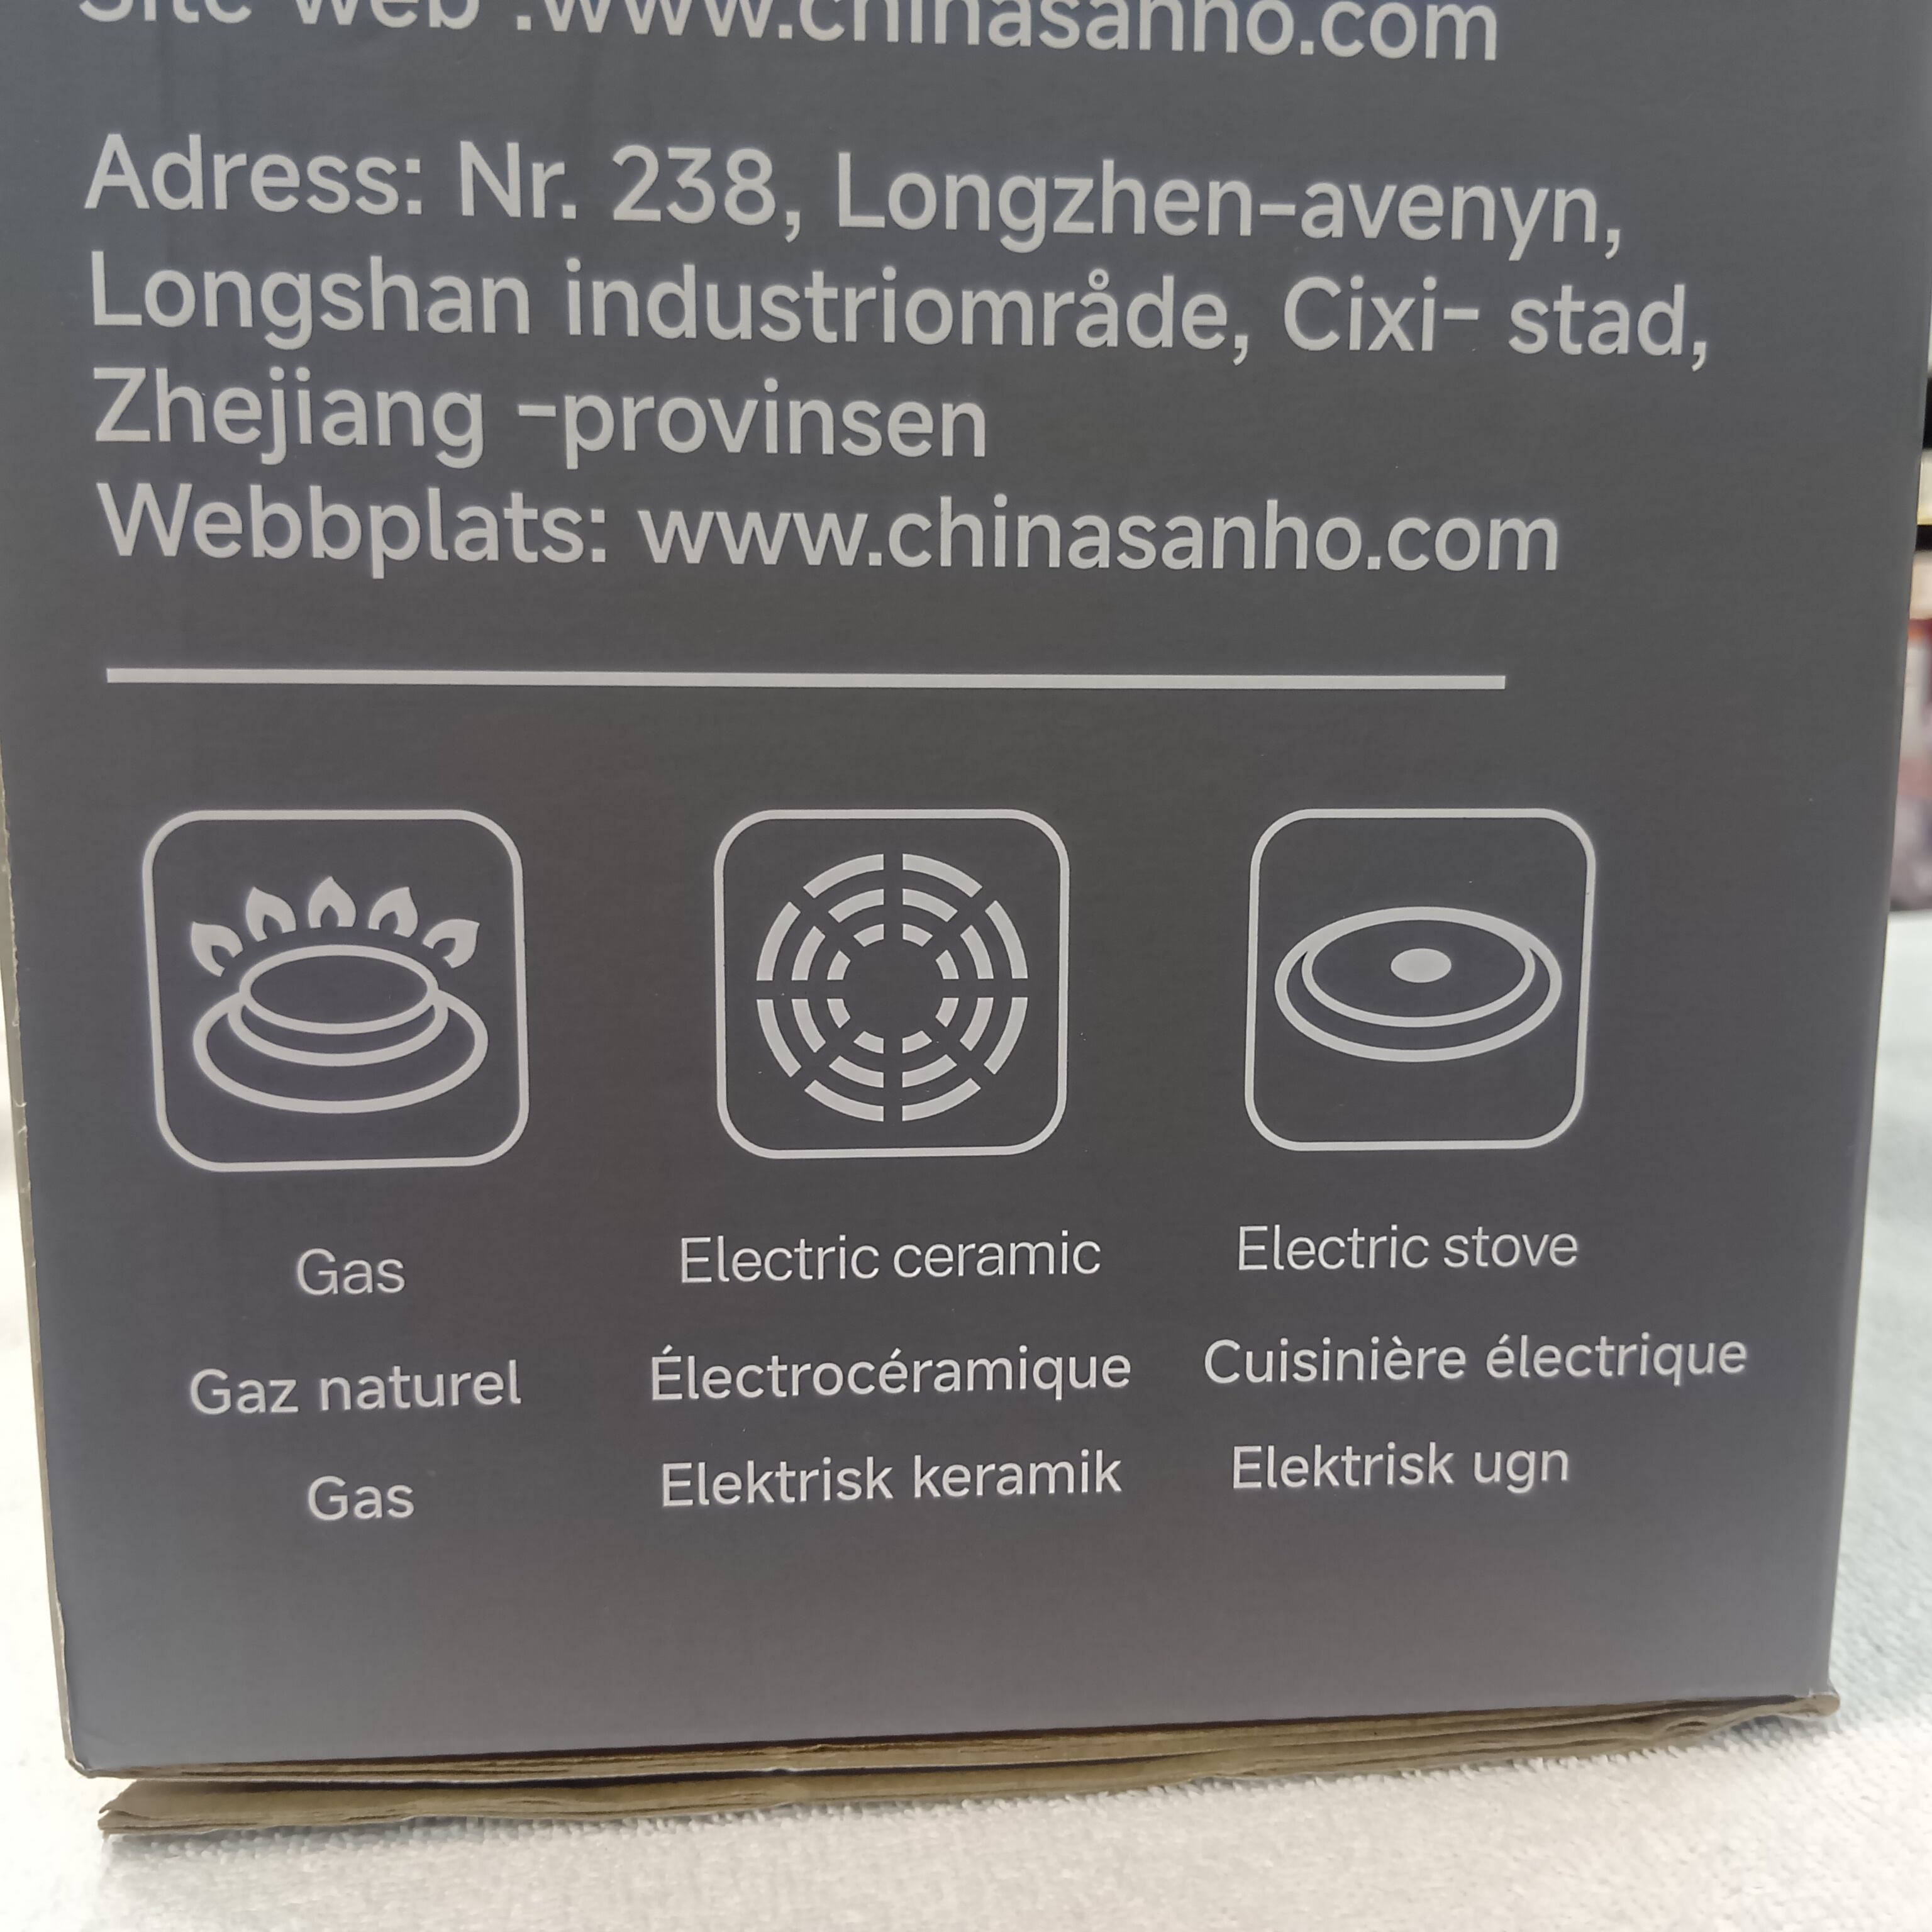 Site web :www.chinasanho.com
Adress: Nr. 238, Longzhen-avenyn,
Longshan industriområde, Cixi- stad,
Zhejiang -provinsen
Webbplats: www.chinasanho.com
Gas
Electric ceramic
Electric stove
Gaz naturel
Électrocéramique
Cuisinière électrique
Gas
Elektrisk keramik
Elektrisk ugn